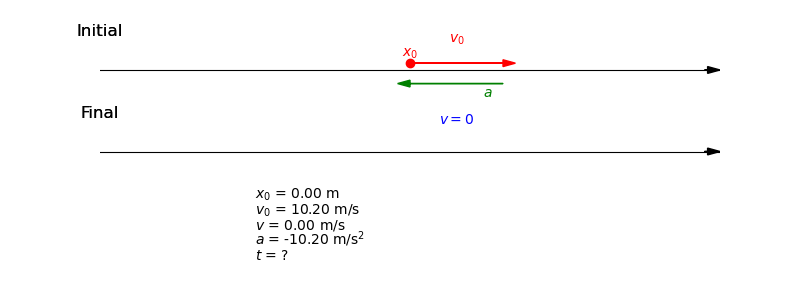 Initial
v₀
x₀
a
Final
v = 0
x₀ = 0.00 m
v₀ = 10.20 m/s
v = 0.00 m/s
a = -10.20 m/s²
t = ?